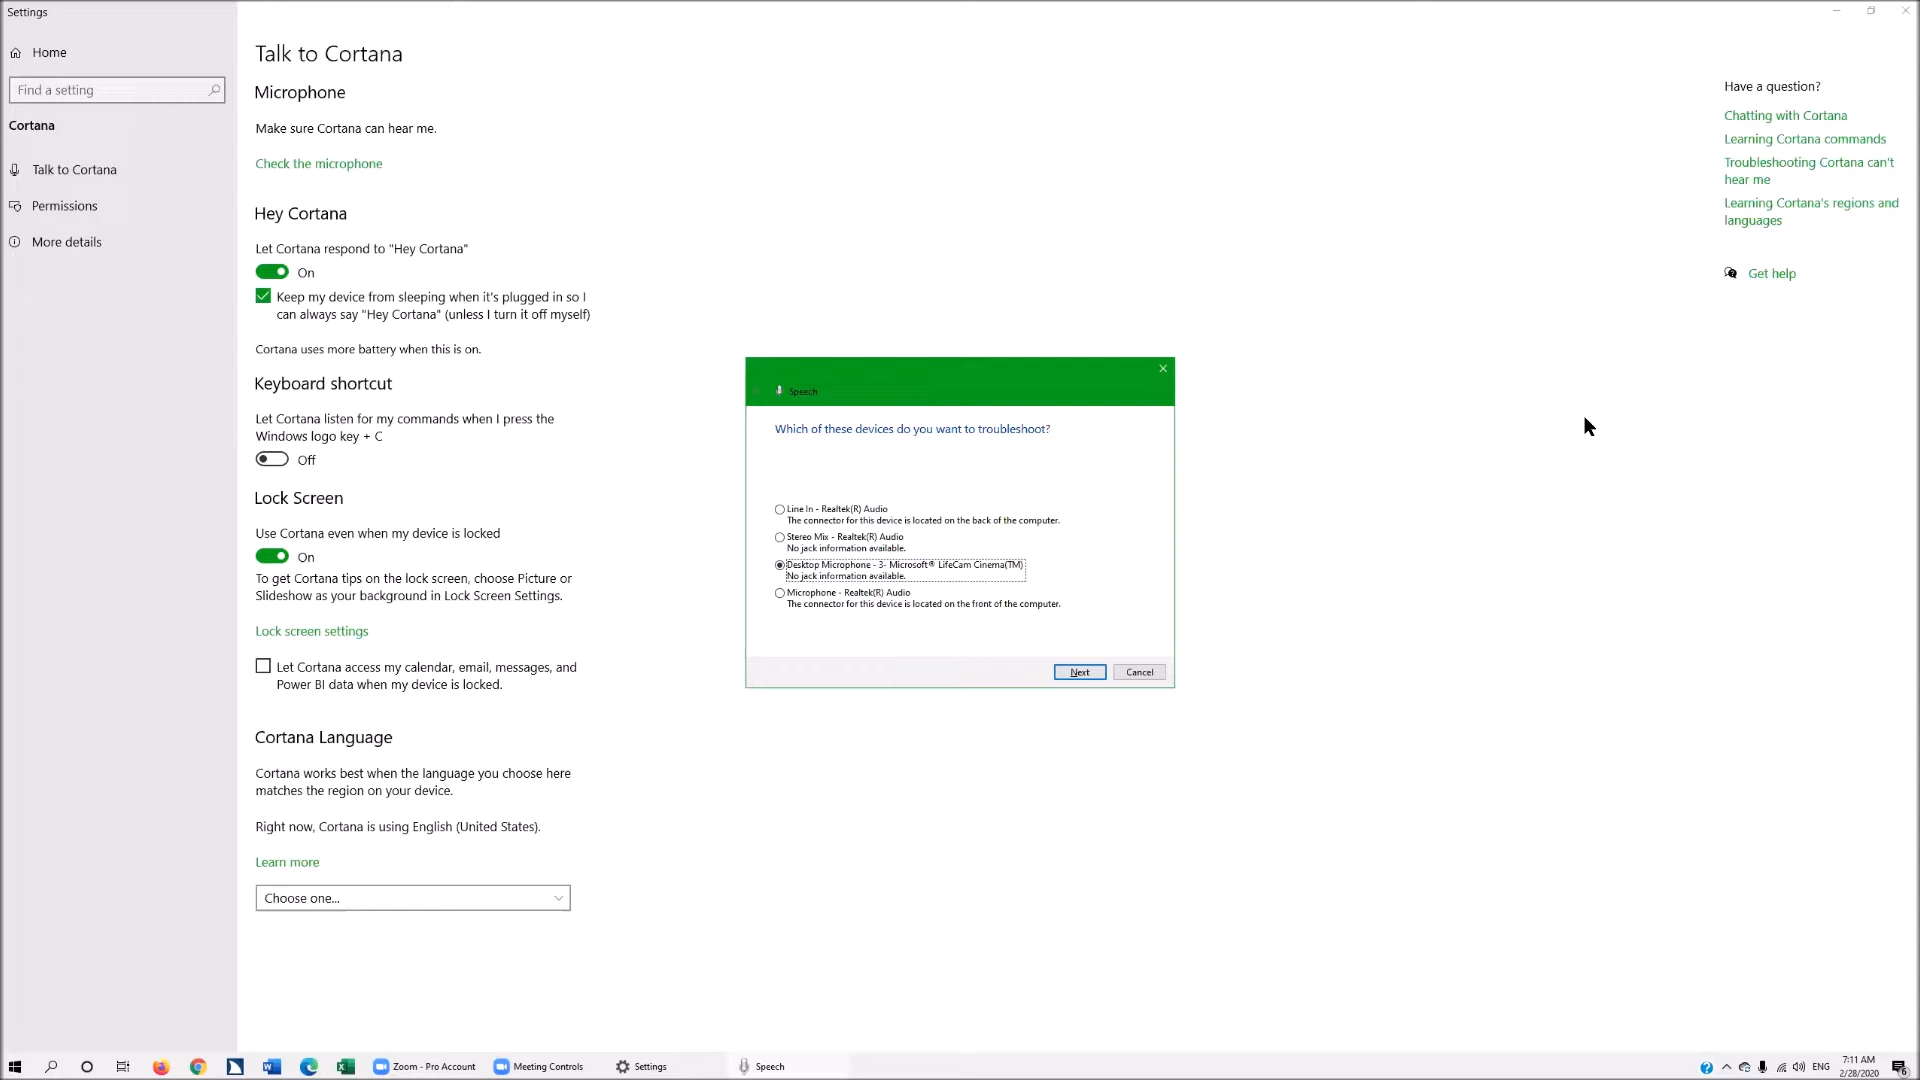 Settings
Home
Find a setting
Cortana
Talk to Cortana
Permissions
More details
Talk to Cortana
Microphone
Make sure Cortana can hear me.
Check the microphone
Hey Cortana
Let Cortana respond to "Hey Cortana"
On
Keep my device from sleeping when it's plugged in so I
can always say "Hey Cortana" (unless I turn it off myself)
Cortana uses more battery when this is on.
Keyboard shortcut
Let Cortana listen for my commands when I press the
Windows logo key + C
Off
Lock Screen
Use Cortana even when my device is locked
On
To get Cortana tips on the lock screen, choose Picture or
Slideshow as your background in Lock Screen Settings.
Lock screen settings
Let Cortana access my calendar, email, messages, and
Power BI data when my device is locked.
Cortana Language
Cortana works best when the language you choose here
matches the region on your device.
Right now, Cortana is using English (United States).
Learn more
Choose one...
Speech
Which of these devices do you want to troubleshoot?
Line In - Realtek(R) Audio
The connector for this device is located on the back of the computer.
Stereo Mix - Realtek(R) Audio
No jack information available.
Desktop Microphone - 3- Microsoft® LifeCam Cinema(TM)
No jack information available.
Microphone - Realtek(R) Audio
The connector for this device is located on the front of the computer.
Next
Cancel
Have a question?
Chatting with Cortana
Learning Cortana commands
Troubleshooting Cortana can't
hear me
Learning Cortana's regions and
languages
Get help
Zoom - Pro Account
Meeting Controls
Settings
Speech
ENG
7:11 AM
2/28/2020
6